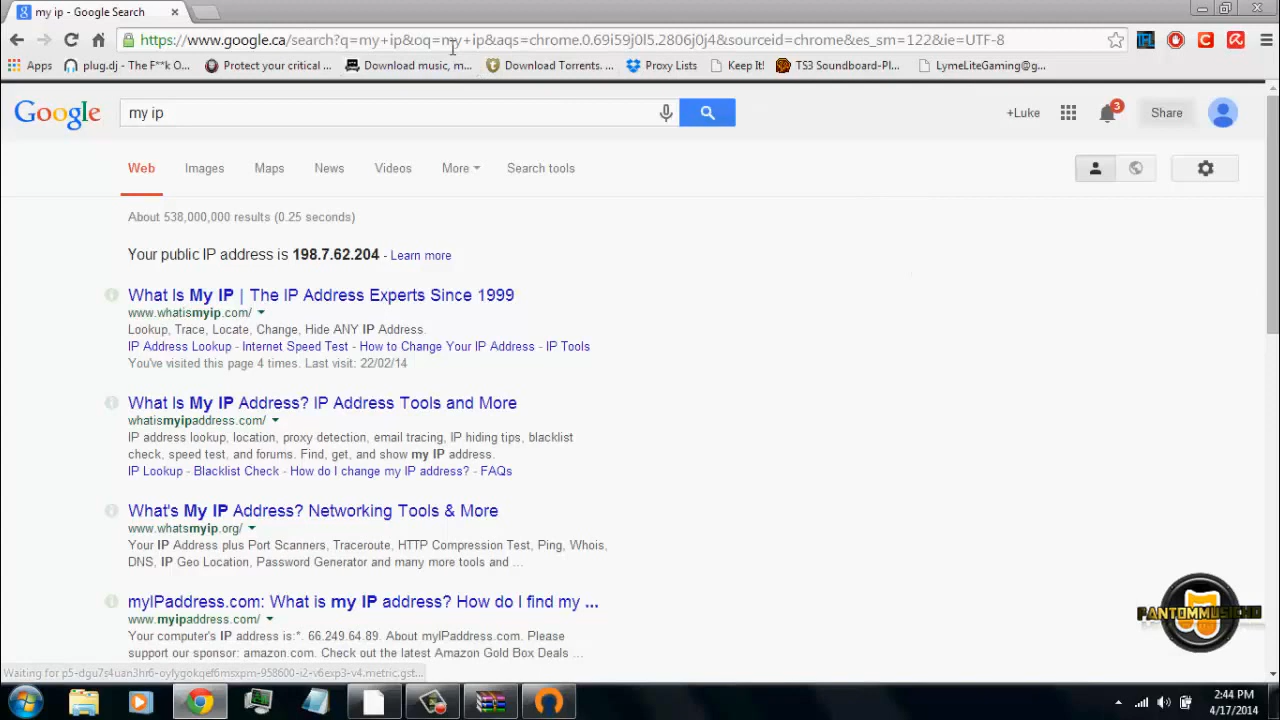 my ip - Google Search
https://www.google.ca/search?q=my+ip&oq=my+ip&aqs=chrome.0.69i59j0l5.2806j0j4&sourceid=chrome&es_sm=122&ie=UTF-8
Apps plug.dj - The F**k O... Protect your critical ... Download music, m... Download Torrents. ... Proxy Lists Keep It! TS3 Soundboard-Pl... LymeLiteGaming@g...
Google my ip +Luke 3 Share
Web Images Maps News Videos More Search tools
About 538,000,000 results (0.25 seconds)
Your public IP address is 198.7.62.204 - Learn more
What Is My IP | The IP Address Experts Since 1999
www.whatismyip.com/
Lookup, Trace, Locate, Change, Hide ANY IP Address.
IP Address Lookup - Internet Speed Test - How to Change Your IP Address - IP Tools
You've visited this page 4 times. Last visit: 22/02/14
What Is My IP Address? IP Address Tools and More
whatismyipaddress.com/
IP address lookup, location, proxy detection, email tracing, IP hiding tips, blacklist
check, speed test, and forums. Find, get, and show my IP address.
IP Lookup - Blacklist Check - How do I change my IP address? - FAQs
What's My IP Address? Networking Tools & More
www.whatsmyip.org/
Your IP Address plus Port Scanners, Traceroute, HTTP Compression Test, Ping, Whois,
DNS, IP Geo Location, Password Generator and many more tools and ...
myIPaddress.com: What is my IP address? How do I find my ...
www.myipaddress.com/
Your computer's IP address is:*. 66.249.64.89. About myIPaddress.com. Please
support our sponsor: amazon.com. Check out the latest Amazon Gold Box Deals ...
FANTOMMUSICHD
2:44 PM
4/17/2014